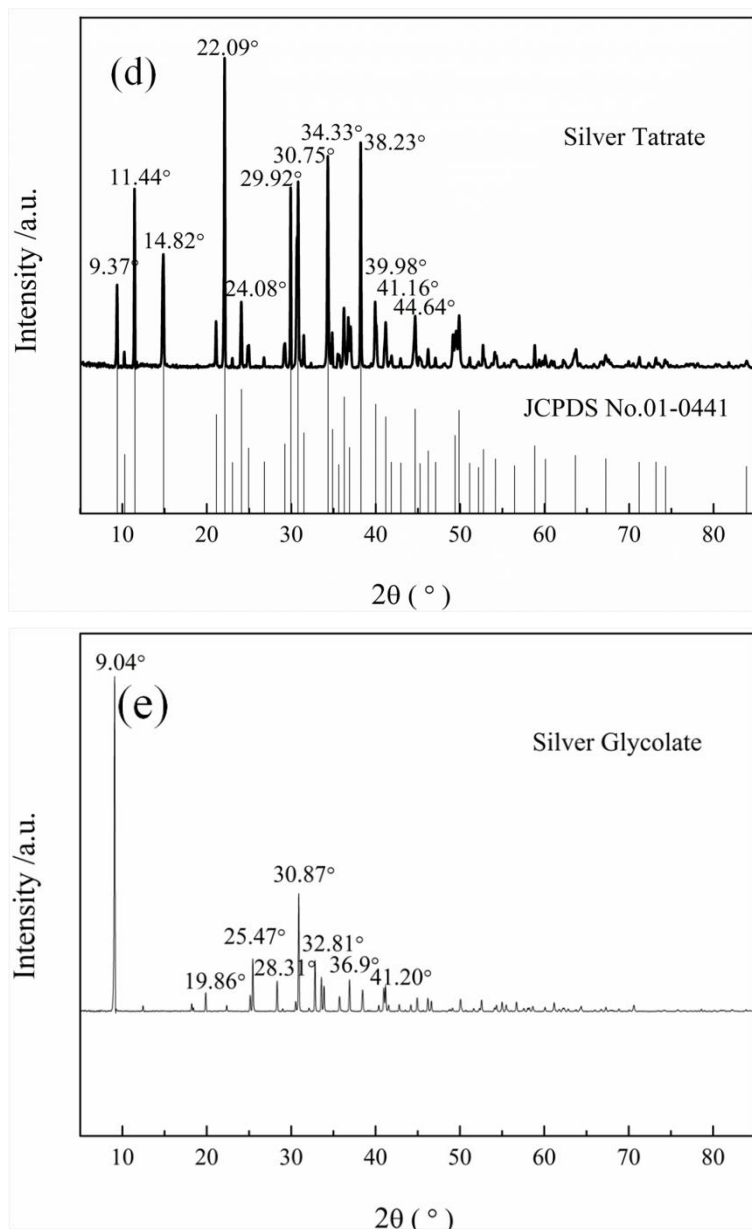 (d)
22.09°
34.33°
38.23°
Silver Tatrate
30.75°
11.44°
29.92°
14.82°
9.37°
39.98°
24.08°
41.16°
44.64°
Intensity /a.u.
JCPDS No.01-0441
10 20 30 40 50 60 70 80
2θ ( ° )
9.04°
(e)
Silver Glycolate
Intensity /a.u.
30.87°
25.47°
32.81°
28.31°
36.9°
19.86°
41.20°
10 20 30 40 50 60 70 80
2θ ( ° )